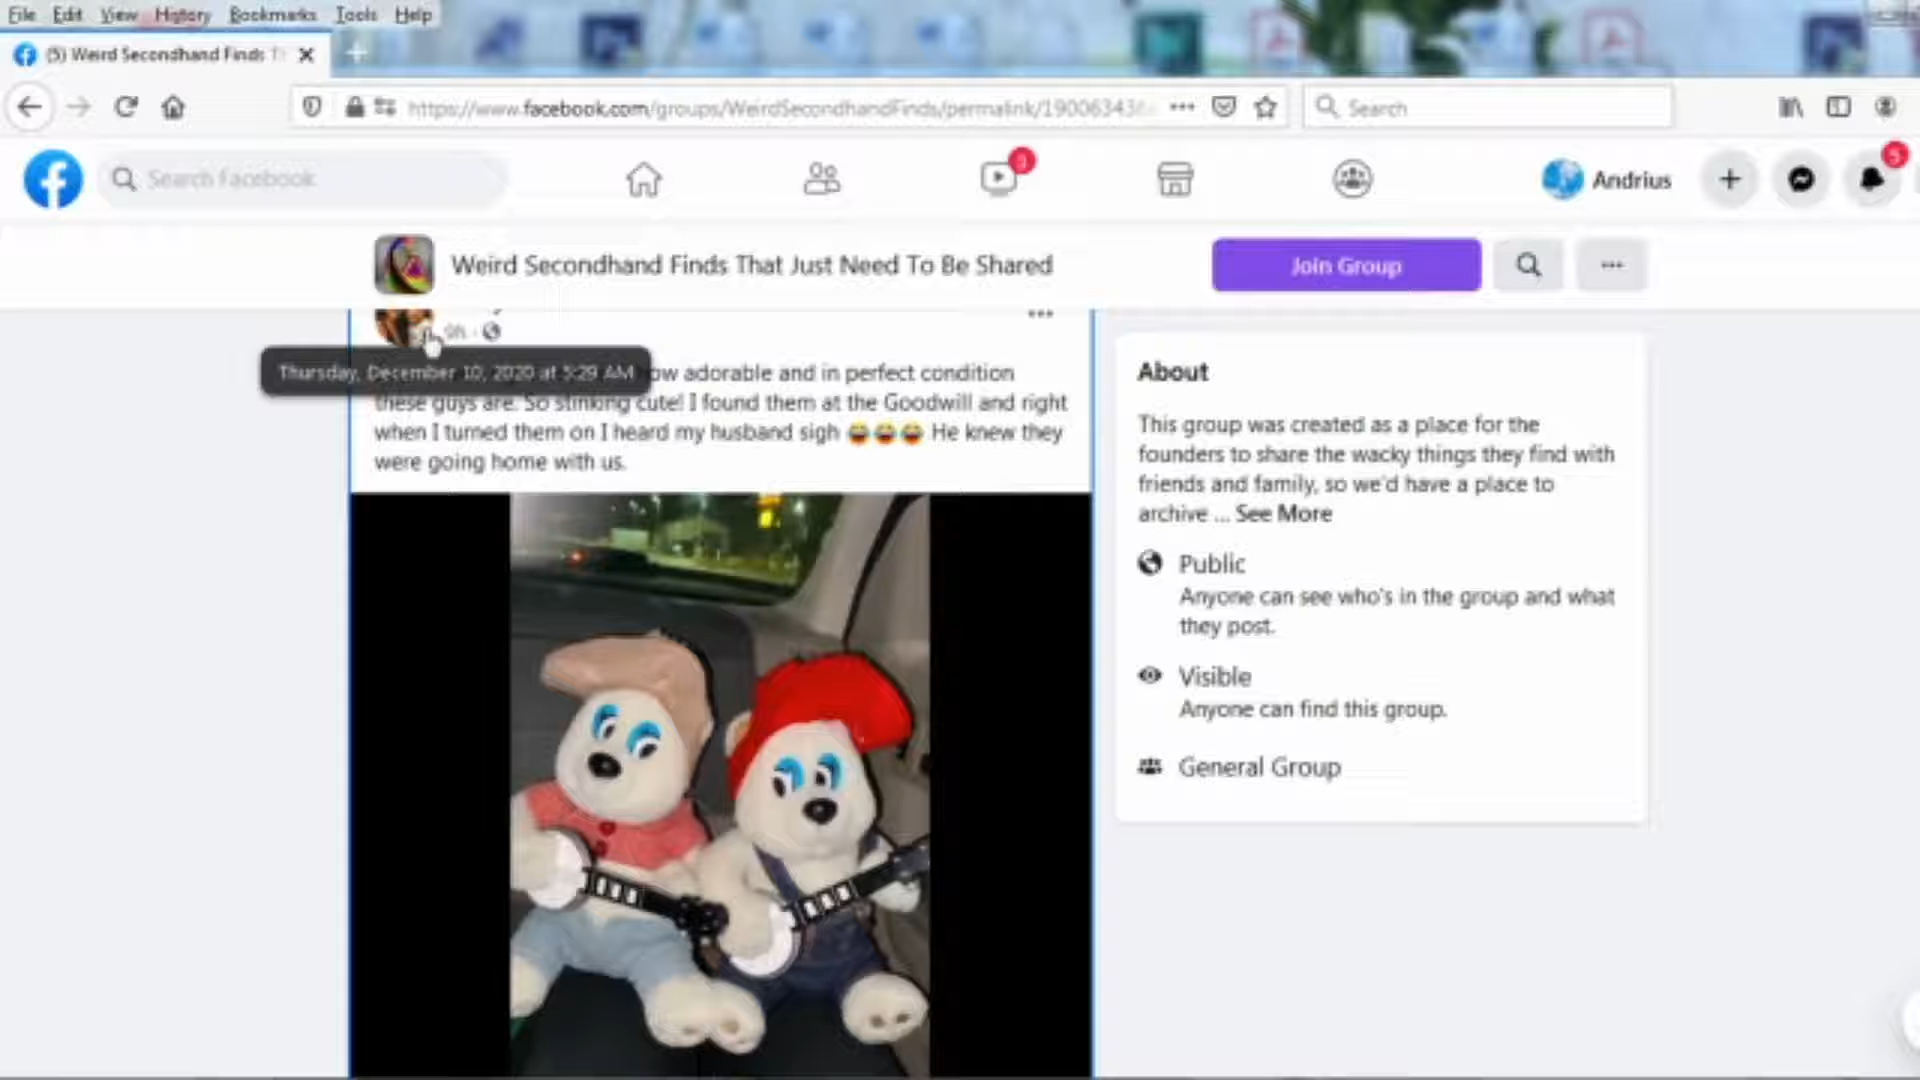 File Edit View History Bookmarks Tools Help
(5) Weird Secondhand Finds T
https://www.facebook.com/groups/WeirdSecondhandFinds/permalink/190063436
Search
Search Facebook
3
Andrius
5
Weird Secondhand Finds That Just Need To Be Shared
Join Group
9h
Thursday, December 10, 2020 at 5:29 AM
ow adorable and in perfect condition
these guys are. So stinking cute! I found them at the Goodwill and right
when I turned them on I heard my husband sigh 😂😂😂 He knew they
were going home with us.
About
This group was created as a place for the
founders to share the wacky things they find with
friends and family, so we'd have a place to
archive ... See More
Public
Anyone can see who's in the group and what
they post.
Visible
Anyone can find this group.
General Group